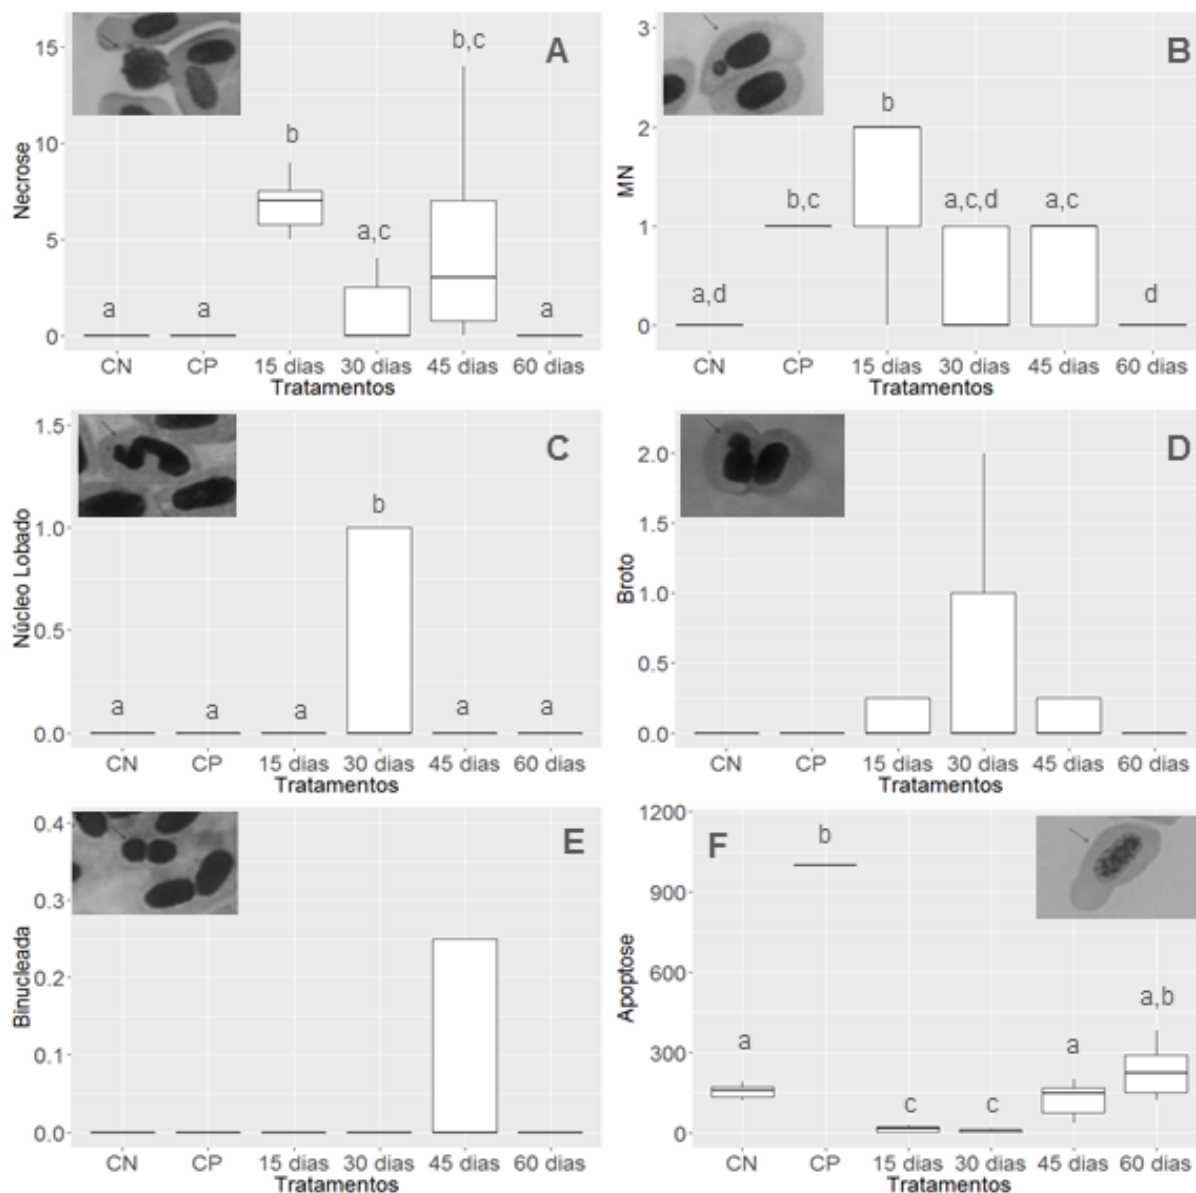 A
Necrose
15
10
5
0
a
a
b
a,c
b,c
a
CN
CP
15 dias
30 dias
45 dias
60 dias
Tratamentos
B
MN
3
2
1
0
a,d
b,c
b
a,c,d
a,c
d
CN
CP
15 dias
30 dias
45 dias
60 dias
Tratamentos
C
Núcleo Lobado
1.5
1.0
0.5
0.0
a
a
a
b
a
a
CN
CP
15 dias
30 dias
45 dias
60 dias
Tratamentos
D
Broto
2.0
1.5
1.0
0.5
0.0
CN
CP
15 dias
30 dias
45 dias
60 dias
Tratamentos
E
Binucleada
0.4
0.3
0.2
0.1
0.0
CN
CP
15 dias
30 dias
45 dias
60 dias
Tratamentos
F
Apoptose
1200
900
600
300
0
a
b
c
c
a
a,b
CN
CP
15 dias
30 dias
45 dias
60 dias
Tratamentos